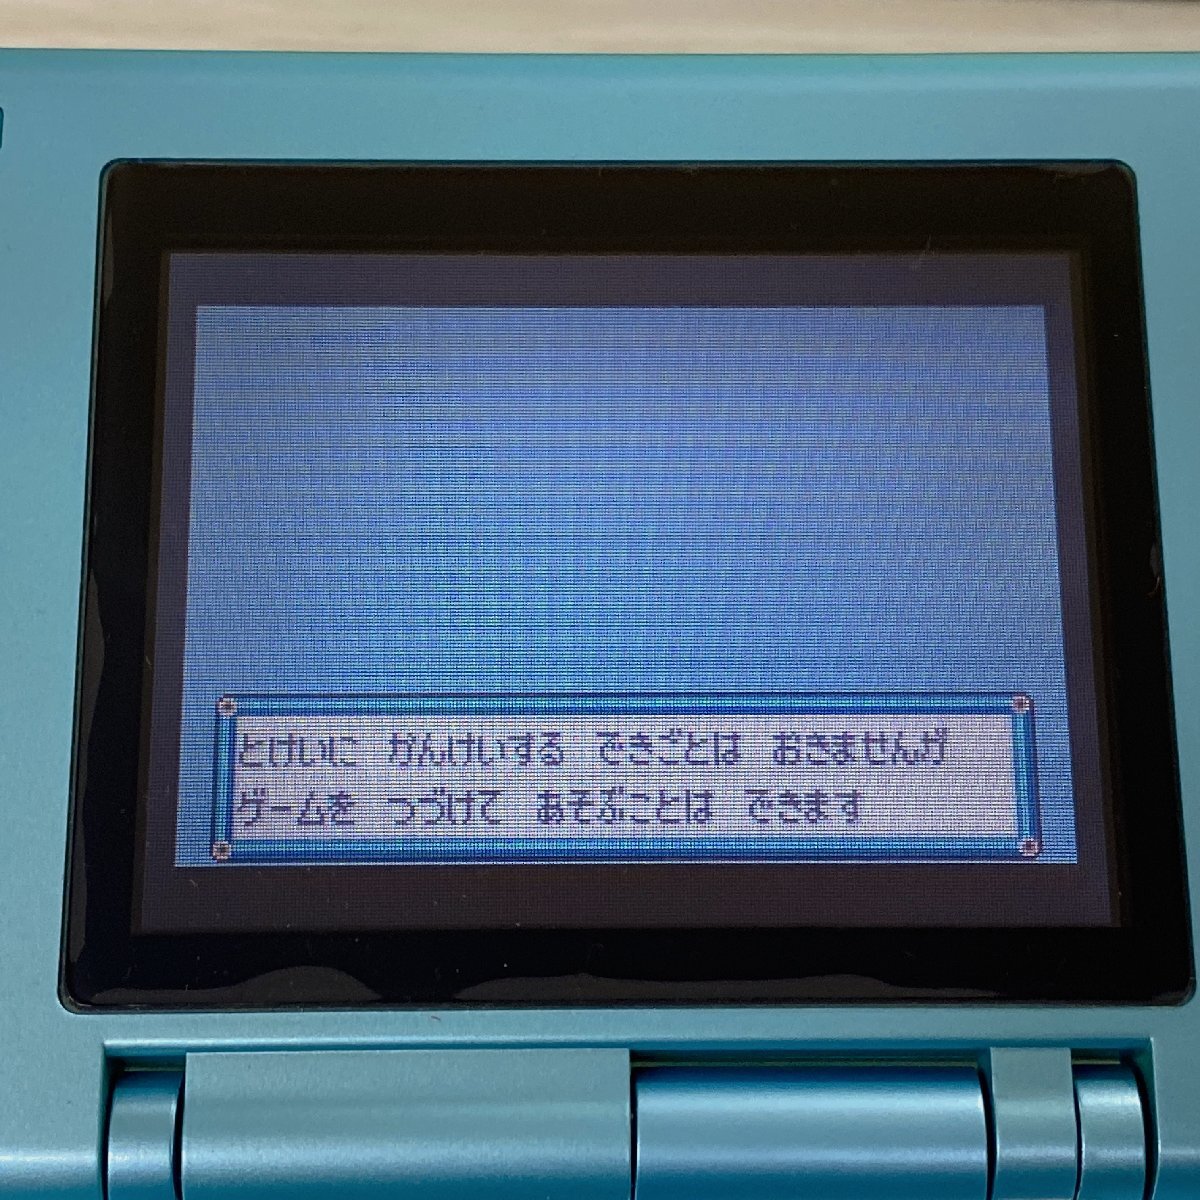 とけいに かんけいする できごとは おきませんが
ゲームを つづけて あそぶことは できます